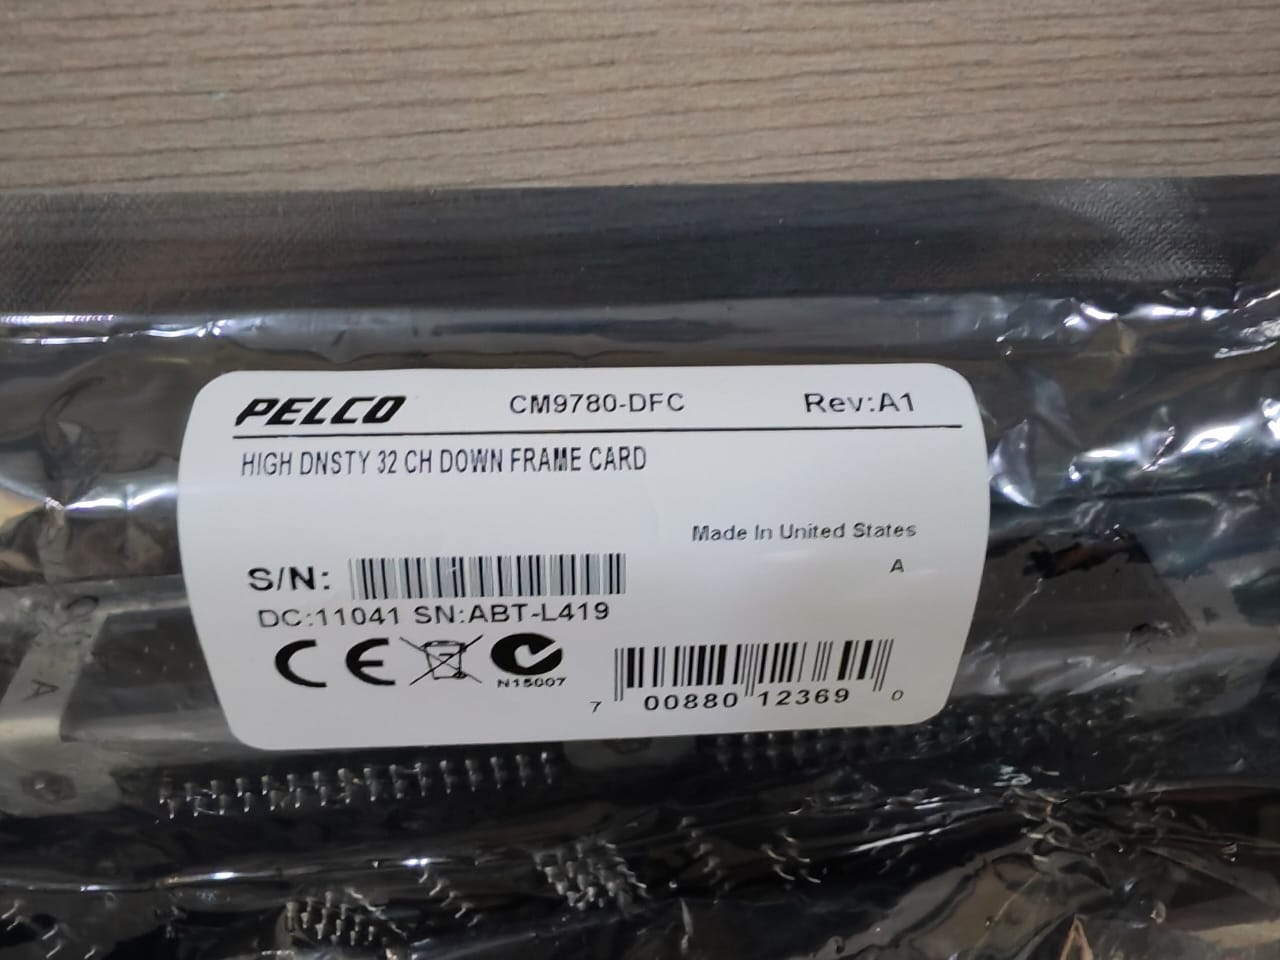 PELCO CM9780-DFC Rev:A1
HIGH DNSTY 32 CH DOWN FRAME CARD
Made In United States
A
S/N:
DC:11041 SN:ABT-L419
CE
N15007
7 00880 12369 0
A